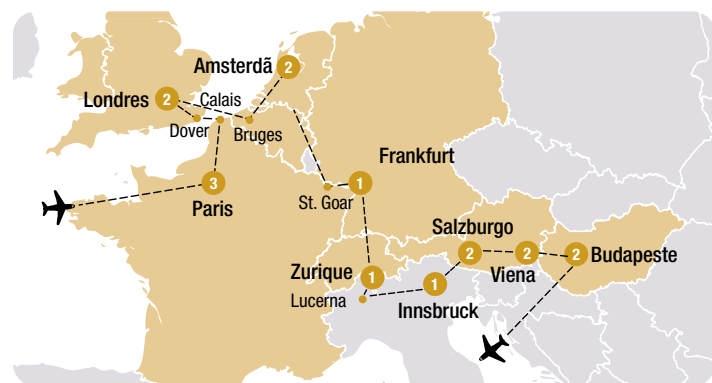 Amsterdã
2
Londres
2
Calais
Dover
Bruges
3
Paris
Frankfurt
1
St. Goar
Salzburgo
2
2
Viena
2
Budapeste
Zurique
1
Lucerna
1
Innsbruck